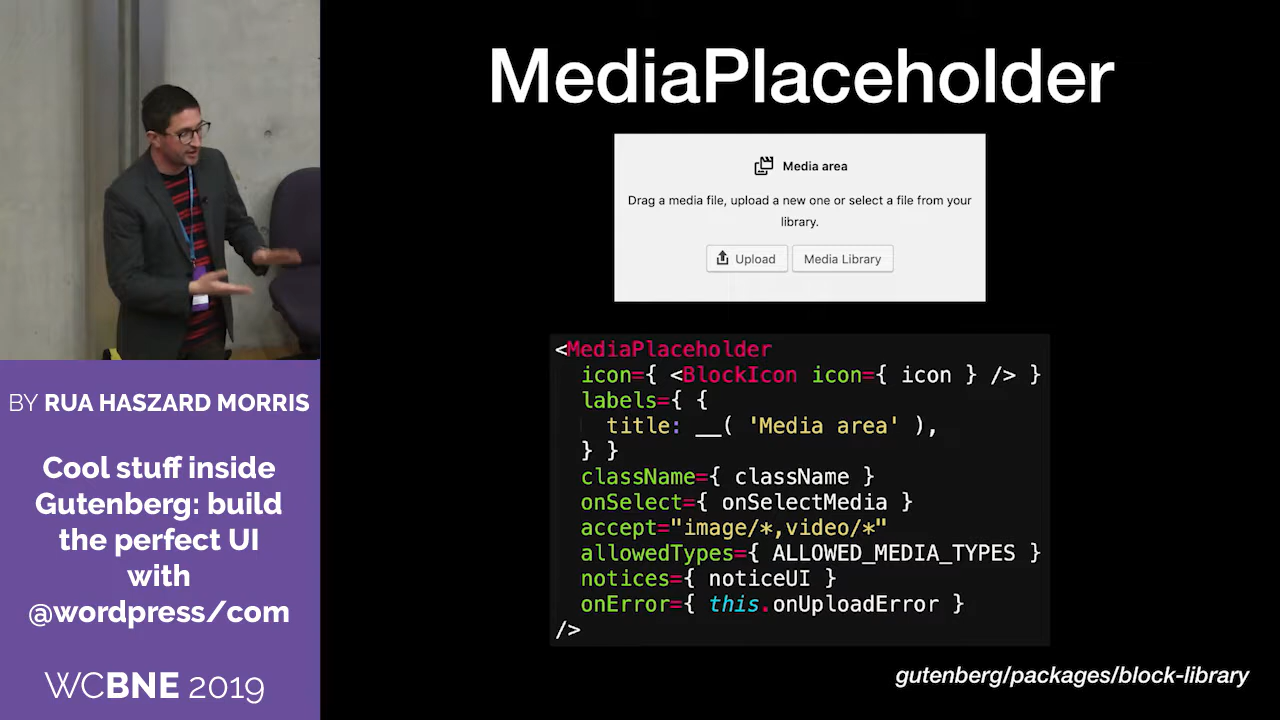 MediaPlaceholder
Media area
Drag a media file, upload a new one or select a file from your
library.
Upload
Media Library
<MediaPlaceholder
icon={ <BlockIcon icon={ icon } /> }
labels={ {
title: __( 'Media area' ),
} }
className={ className }
onSelect={ onSelectMedia }
accept="image/*,video/*"
allowedTypes={ ALLOWED_MEDIA_TYPES }
notices={ noticeUI }
onError={ this.onUploadError }
/>
gutenberg/packages/block-library
BY RUA HASZARD MORRIS
Cool stuff inside
Gutenberg: build
the perfect UI
with
@wordpress/com
WCBNE 2019